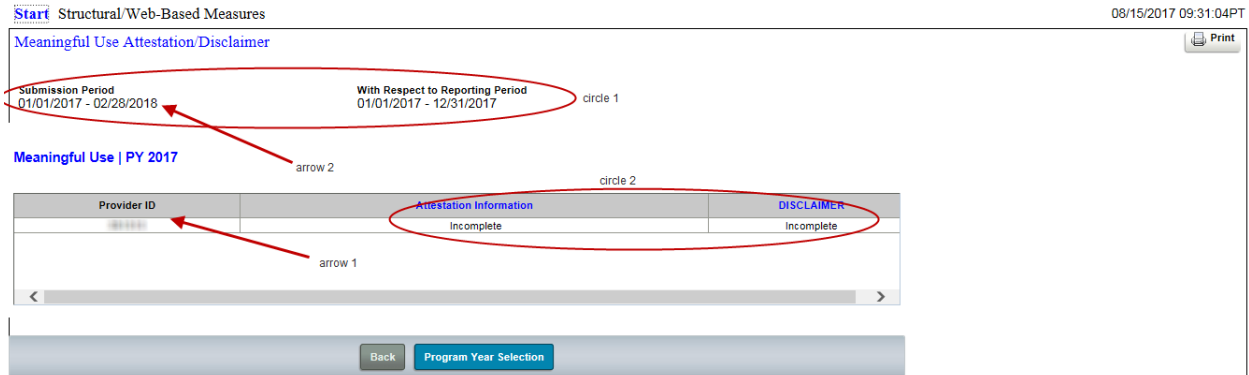 Start Structural/Web-Based Measures 08/15/2017 09:31:04PT
Meaningful Use Attestation/Disclaimer Print
Submission Period With Respect to Reporting Period
01/01/2017 - 02/28/2018 01/01/2017 - 12/31/2017 circle 1
Meaningful Use | PY 2017 arrow 2
circle 2
Provider ID Attestation Information DISCLAIMER
Incomplete Incomplete
arrow 1
Back Program Year Selection